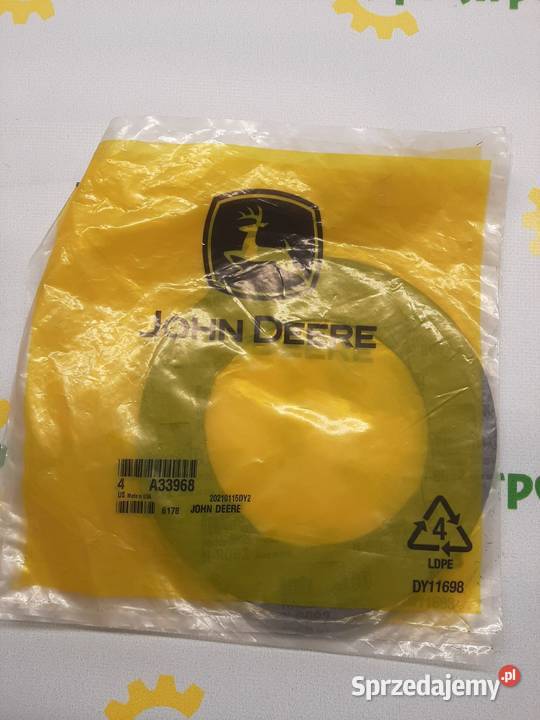 JOHN DEERE
4 A33968
US Made in USA
20210115DY2
6178 JOHN DEERE
4
LDPE
DY11698
Sprzedajemy.pl